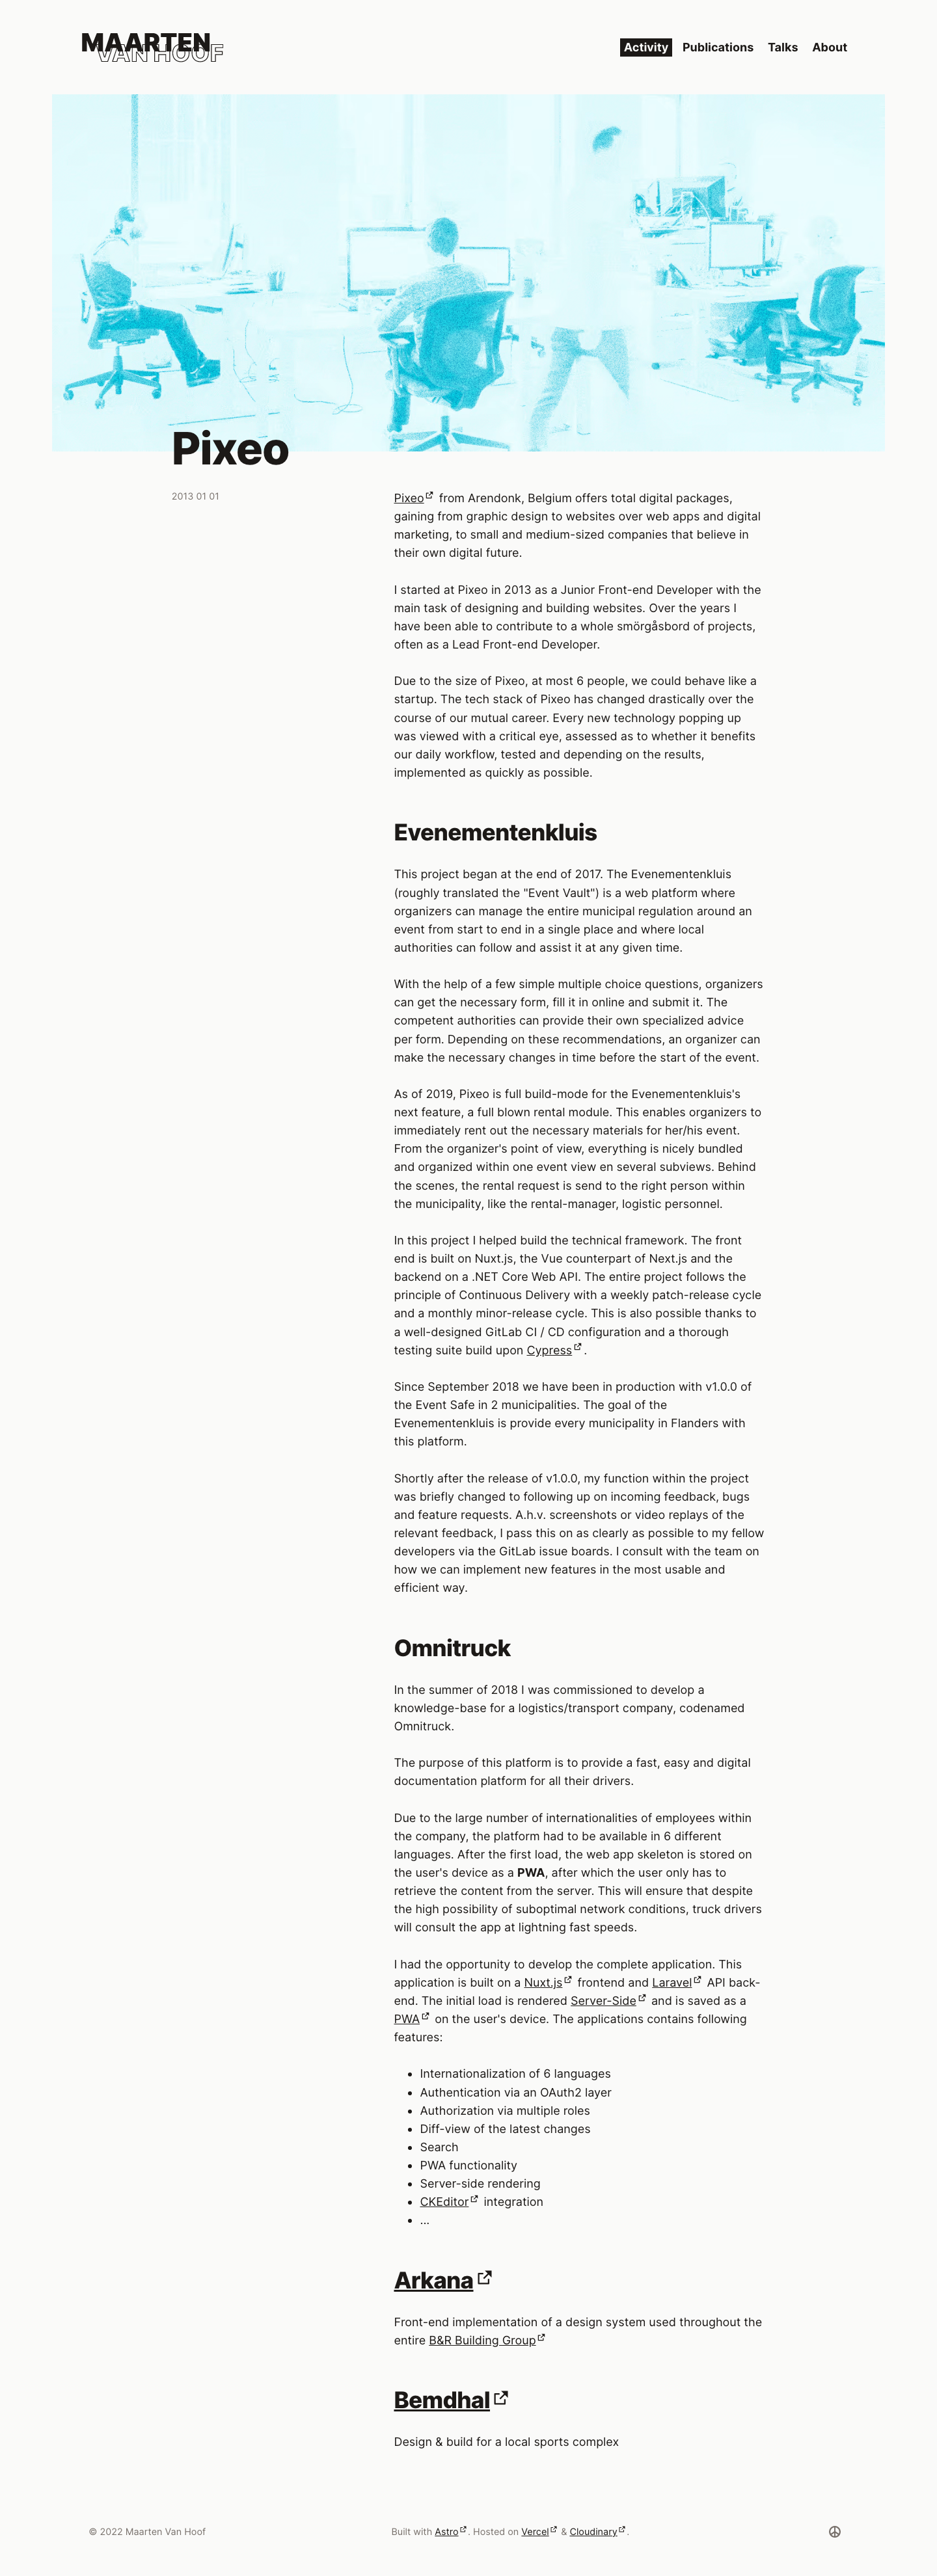 MAARTEN
VAN HOOF
Activity Publications Talks About
Pixeo
2013 01 01
Pixeo from Arendonk, Belgium offers total digital packages,
gaining from graphic design to websites over web apps and digital
marketing, to small and medium-sized companies that believe in
their own digital future.
I started at Pixeo in 2013 as a Junior Front-end Developer with the
main task of designing and building websites. Over the years I
have been able to contribute to a whole smörgåsbord of projects,
often as a Lead Front-end Developer.
Due to the size of Pixeo, at most 6 people, we could behave like a
startup. The tech stack of Pixeo has changed drastically over the
course of our mutual career. Every new technology popping up
was viewed with a critical eye, assessed as to whether it benefits
our daily workflow, tested and depending on the results,
implemented as quickly as possible.
Evenementenkluis
This project began at the end of 2017. The Evenementenkluis
(roughly translated the "Event Vault") is a web platform where
organizers can manage the entire municipal regulation around an
event from start to end in a single place and where local
authorities can follow and assist it at any given time.
With the help of a few simple multiple choice questions, organizers
can get the necessary form, fill it in online and submit it. The
competent authorities can provide their own specialized advice
per form. Depending on these recommendations, an organizer can
make the necessary changes in time before the start of the event.
As of 2019, Pixeo is full build-mode for the Evenementenkluis's
next feature, a full blown rental module. This enables organizers to
immediately rent out the necessary materials for her/his event.
From the organizer's point of view, everything is nicely bundled
and organized within one event view en several subviews. Behind
the scenes, the rental request is send to the right person within
the municipality, like the rental-manager, logistic personnel.
In this project I helped build the technical framework. The front
end is built on Nuxt.js, the Vue counterpart of Next.js and the
backend on a .NET Core Web API. The entire project follows the
principle of Continuous Delivery with a weekly patch-release cycle
and a monthly minor-release cycle. This is also possible thanks to
a well-designed GitLab CI / CD configuration and a thorough
testing suite build upon Cypress .
Since September 2018 we have been in production with v1.0.0 of
the Event Safe in 2 municipalities. The goal of the
Evenementenkluis is provide every municipality in Flanders with
this platform.
Shortly after the release of v1.0.0, my function within the project
was briefly changed to following up on incoming feedback, bugs
and feature requests. A.h.v. screenshots or video replays of the
relevant feedback, I pass this on as clearly as possible to my fellow
developers via the GitLab issue boards. I consult with the team on
how we can implement new features in the most usable and
efficient way.
Omnitruck
In the summer of 2018 I was commissioned to develop a
knowledge-base for a logistics/transport company, codenamed
Omnitruck.
The purpose of this platform is to provide a fast, easy and digital
documentation platform for all their drivers.
Due to the large number of internationalities of employees within
the company, the platform had to be available in 6 different
languages. After the first load, the web app skeleton is stored on
the user's device as a PWA, after which the user only has to
retrieve the content from the server. This will ensure that despite
the high possibility of suboptimal network conditions, truck drivers
will consult the app at lightning fast speeds.
I had the opportunity to develop the complete application. This
application is built on a Nuxt.js frontend and Laravel API back-
end. The initial load is rendered Server-Side and is saved as a
PWA on the user's device. The applications contains following
features:
• Internationalization of 6 languages
• Authentication via an OAuth2 layer
• Authorization via multiple roles
• Diff-view of the latest changes
• Search
• PWA functionality
• Server-side rendering
• CKEditor integration
• ...
Arkana
Front-end implementation of a design system used throughout the
entire B&R Building Group
Bemdhal
Design & build for a local sports complex
© 2022 Maarten Van Hoof
Built with Astro . Hosted on Vercel & Cloudinary .